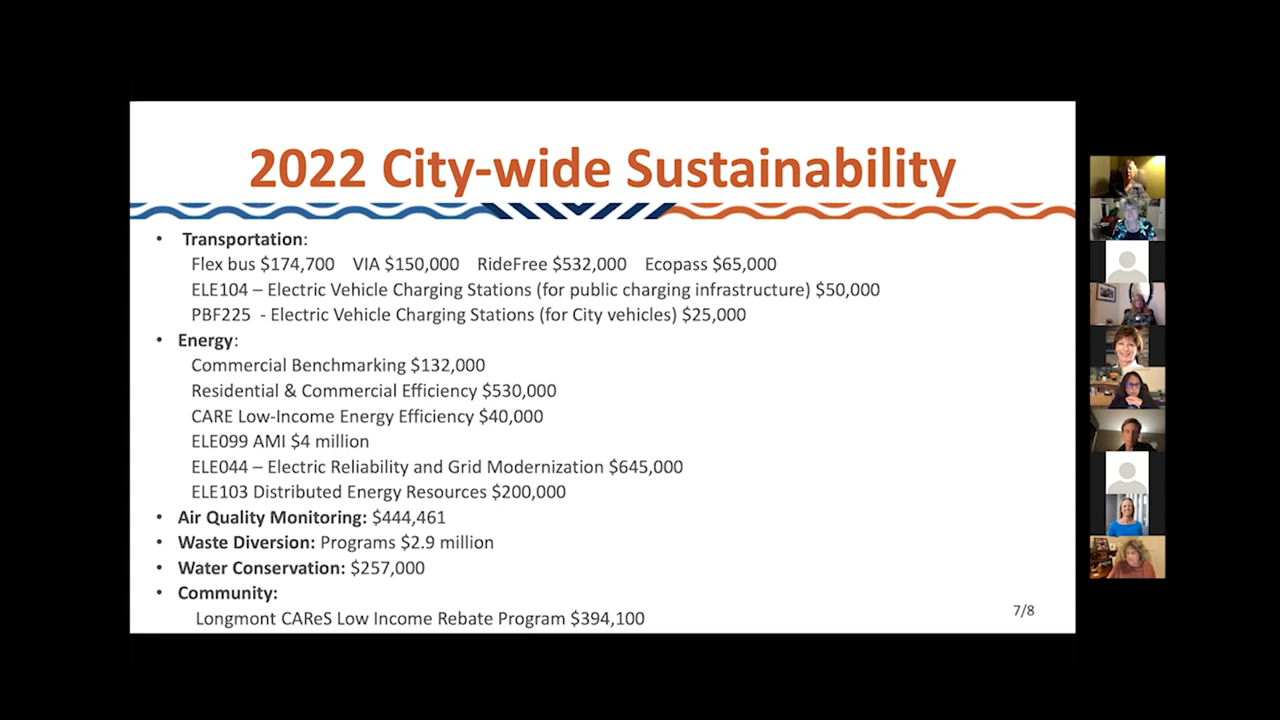 2022 City-wide Sustainability
• Transportation:
Flex bus $174,700 VIA $150,000 RideFree $532,000 Ecopass $65,000
ELE104 – Electric Vehicle Charging Stations (for public charging infrastructure) $50,000
PBF225 - Electric Vehicle Charging Stations (for City vehicles) $25,000
• Energy:
Commercial Benchmarking $132,000
Residential & Commercial Efficiency $530,000
CARE Low-Income Energy Efficiency $40,000
ELE099 AMI $4 million
ELE044 – Electric Reliability and Grid Modernization $645,000
ELE103 Distributed Energy Resources $200,000
• Air Quality Monitoring: $444,461
• Waste Diversion: Programs $2.9 million
• Water Conservation: $257,000
• Community:
Longmont CAReS Low Income Rebate Program $394,100
7/8